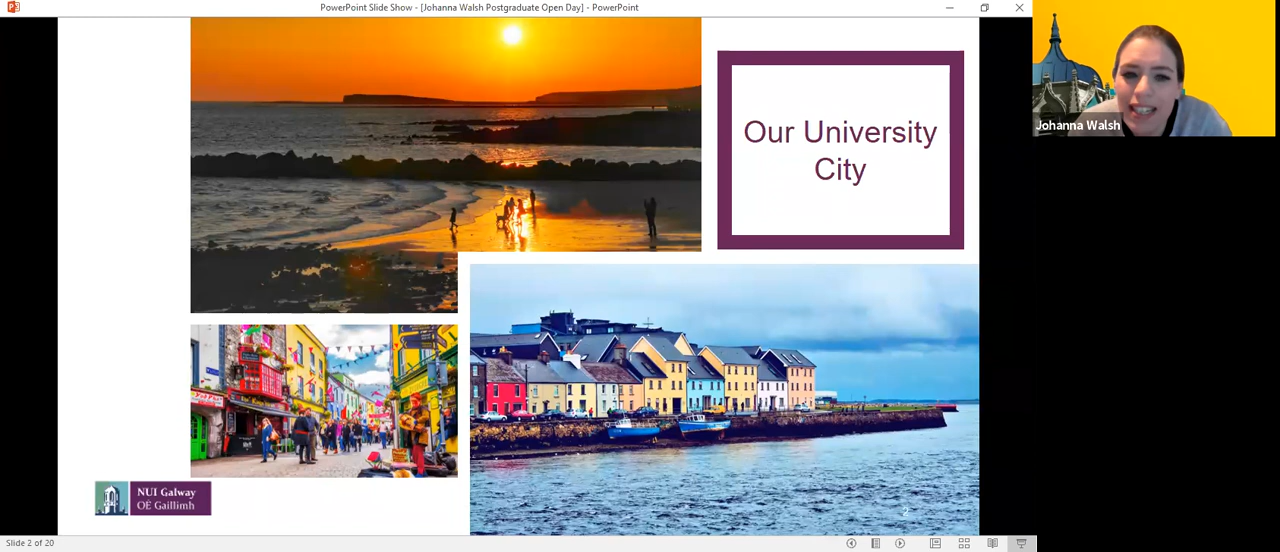 PowerPoint Slide Show - [Johanna Walsh Postgraduate Open Day] - PowerPoint
Johanna Walsh
Our University
City
NUI Galway
OÉ Gaillimh
2
Slide 2 of 20